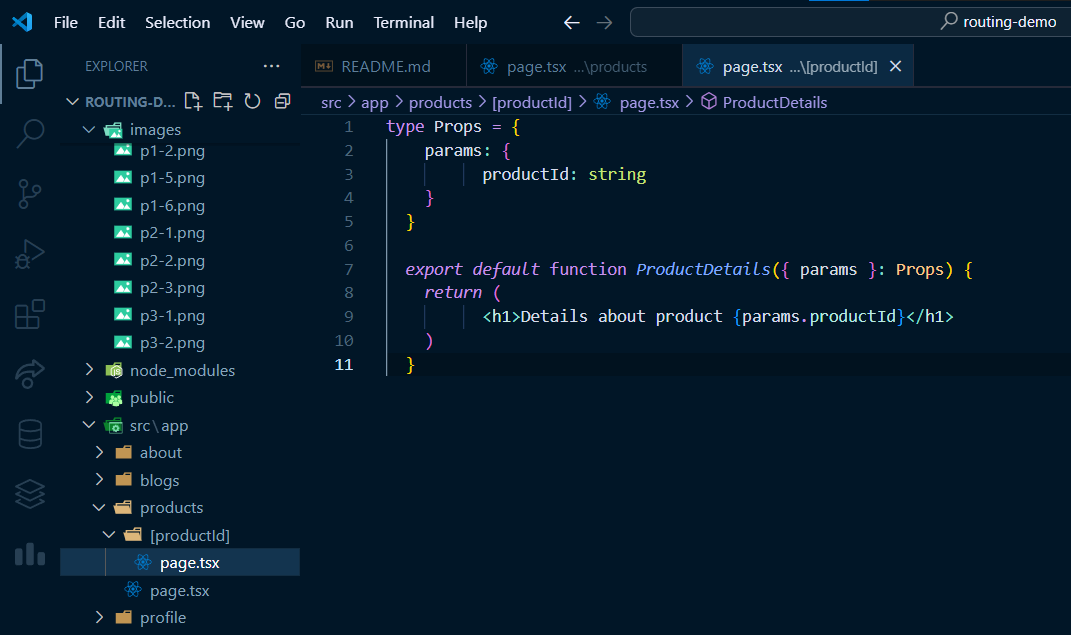 File Edit Selection View Go Run Terminal Help
routing-demo
EXPLORER
ROUTING-D...
images
p1-2.png
p1-5.png
p1-6.png
p2-1.png
p2-2.png
p2-3.png
p3-1.png
p3-2.png
node_modules
public
src\app
about
blogs
products
[productId]
page.tsx
page.tsx
profile
README.md
page.tsx ...\products
page.tsx ...\[productId]
src > app > products > [productId] > page.tsx > ProductDetails
1 type Props = {
2 params: {
3 productId: string
4 }
5 }
6
7 export default function ProductDetails({ params }: Props) {
8 return (
9 <h1>Details about product {params.productId}</h1>
10 )
11 }